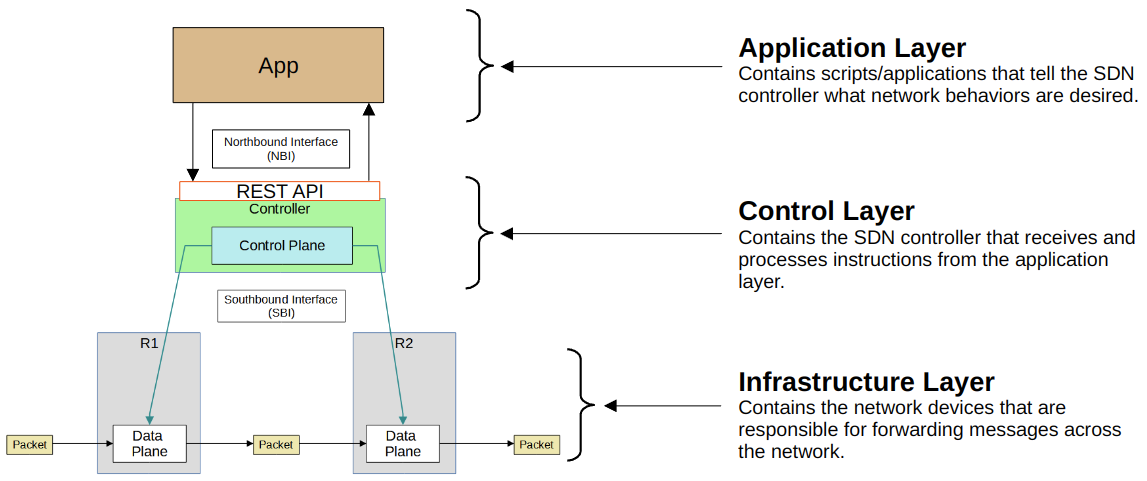 App
Application Layer
Contains scripts/applications that tell the SDN
controller what network behaviors are desired.
Northbound Interface
(NBI)
REST API
Controller
Control Plane
Control Layer
Contains the SDN controller that receives and
processes instructions from the application
layer.
Southbound Interface
(SBI)
R1
R2
Infrastructure Layer
Contains the network devices that are
responsible for forwarding messages across
the network.
Packet
Data
Plane
Packet
Data
Plane
Packet